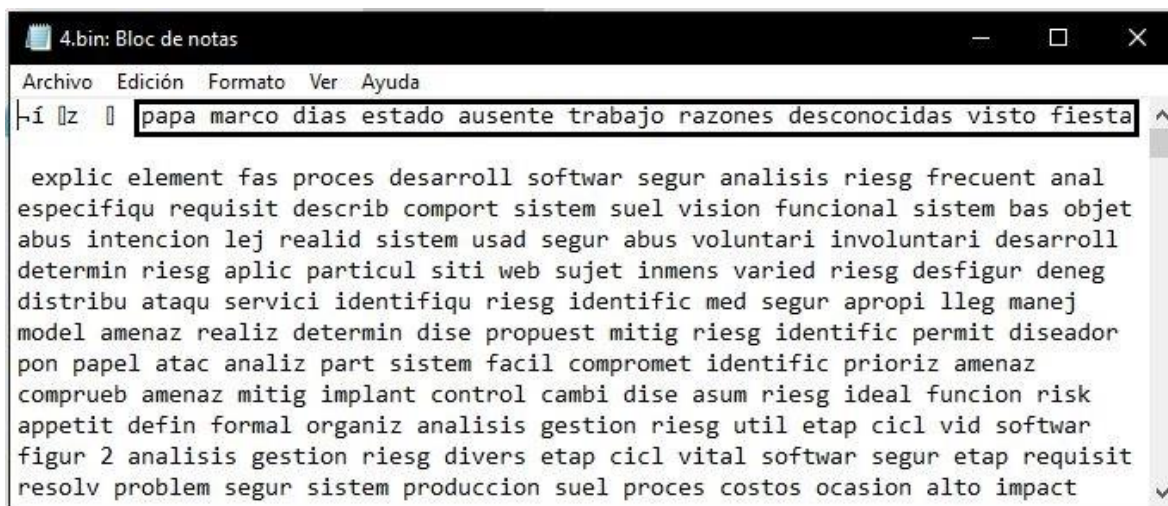 4.bin: Bloc de notas
Archivo Edición Formato Ver Ayuda
í z papa marco dias estado ausente trabajo razones desconocidas visto fiesta
explic element fas proces desarroll softwar segur analisis riesg frecuent anal
especifiqu requisit describ comport sistem suel vision funcional sistem bas objet
abus intencion lej realid sistem usad segur abus voluntari involuntari desarroll
determin riesg aplic particul siti web sujet inmens varied riesg desfigur deneg
distribu ataqu servici identifiqu riesg identific med segur apropi lleg manej
model amenaz realiz determin dise propuest mitig riesg identific permit diseador
pon papel atac analiz part sistem facil compromet identific prioriz amenaz
comprueb amenaz mitig implant control cambi dise asum riesg ideal funcion risk
appetit defin formal organiz analisis gestion riesg util etap cicl vid softwar
figur 2 analisis gestion riesg divers etap cicl vital softwar segur etap requisit
resolv problem segur sistem produccion suel proces costos ocasion alto impact